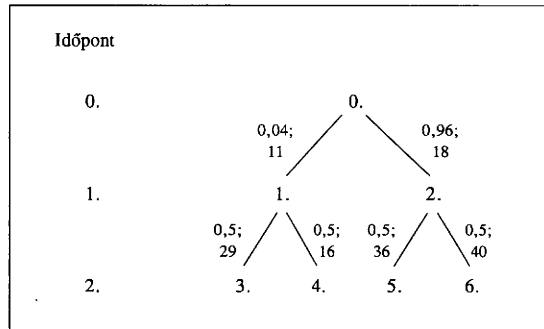 Időpont
0. 0.
0,04; 0,96;
11 18
1. 1. 2.
0,5; 0,5; 0,5; 0,5;
29 16 36 40
2. 3. 4. 5. 6.